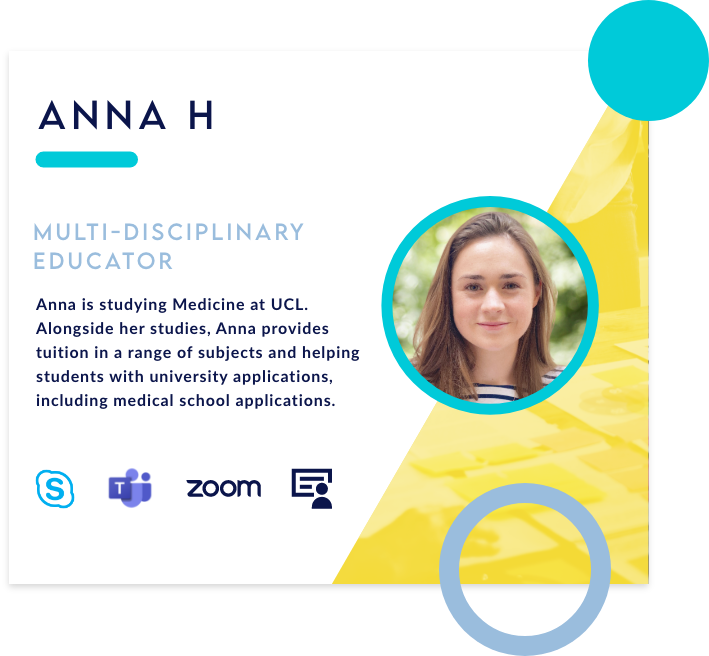 ANNA H
MULTI-DISCIPLINARY
EDUCATOR
Anna is studying Medicine at UCL.
Alongside her studies, Anna provides
tuition in a range of subjects and helping
students with university applications,
including medical school applications.
S T zoom